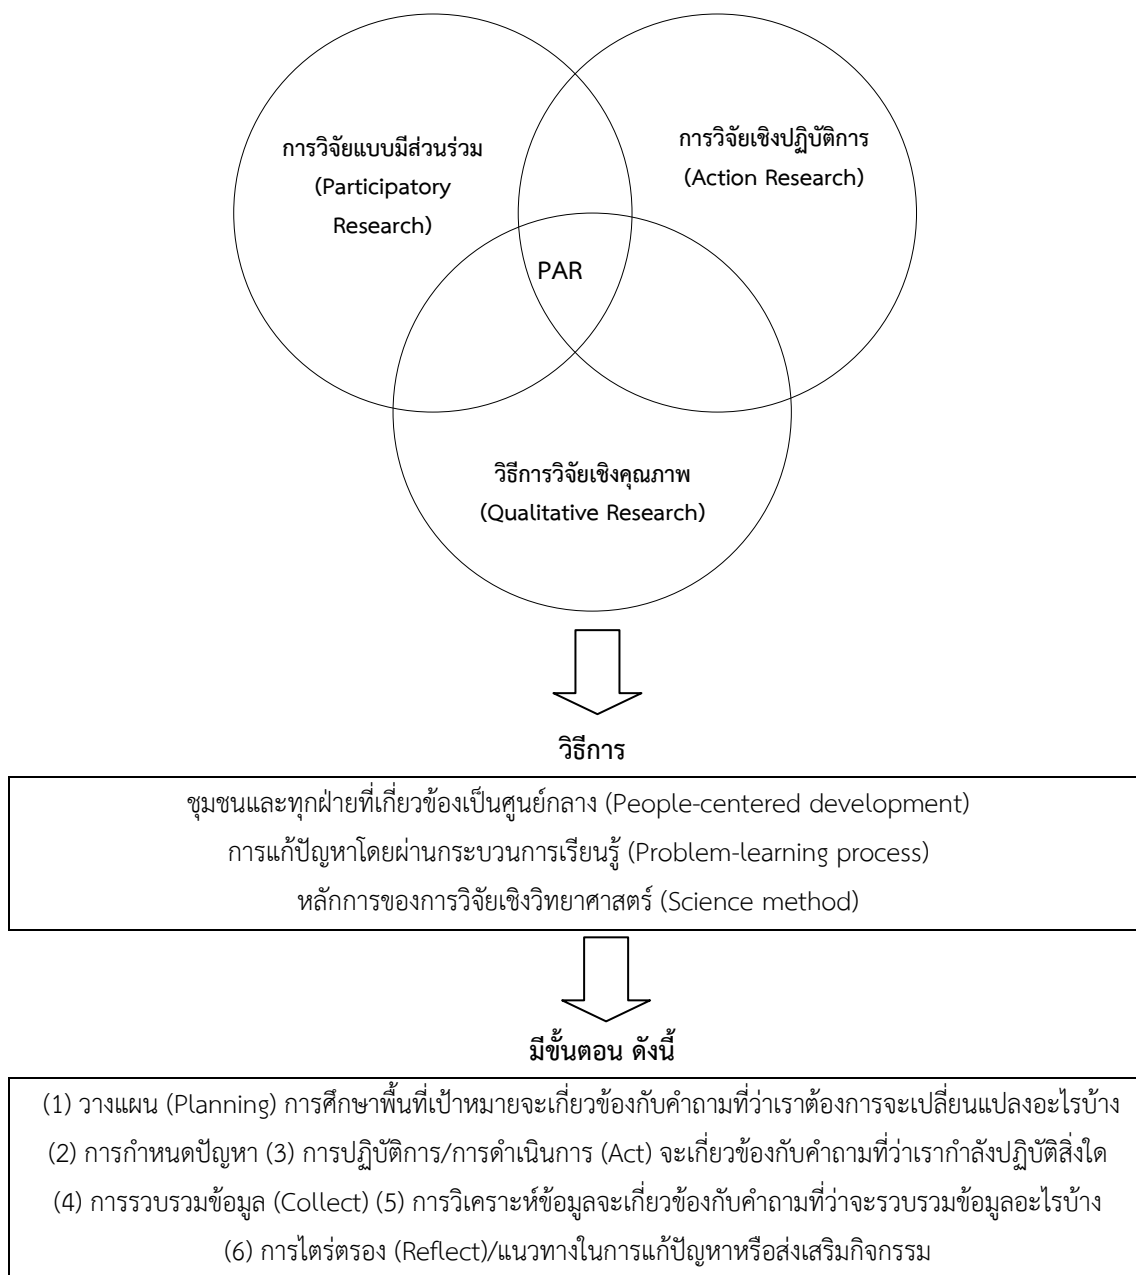 การวิจัยแบบมีส่วนร่วม
(Participatory
Research)
การวิจัยเชิงปฏิบัติการ
(Action Research)
PAR
วิธีการวิจัยเชิงคุณภาพ
(Qualitative Research)
วิธีการ
ชุมชนและทุกฝ่ายที่เกี่ยวข้องเป็นศูนย์กลาง (People-centered development)
การแก้ปัญหาโดยผ่านกระบวนการเรียนรู้ (Problem-learning process)
หลักการของการวิจัยเชิงวิทยาศาสตร์ (Science method)
มีขั้นตอน ดังนี้
(1) วางแผน (Planning) การศึกษาพื้นที่เป้าหมายจะเกี่ยวข้องกับคำถามที่ว่าเราต้องการจะเปลี่ยนแปลงอะไรบ้าง
(2) การกำหนดปัญหา (3) การปฏิบัติการ/การดำเนินการ (Act) จะเกี่ยวข้องกับคำถามที่ว่าเรากำลังปฏิบัติสิ่งใด
(4) การรวบรวมข้อมูล (Collect) (5) การวิเคราะห์ข้อมูลจะเกี่ยวข้องกับคำถามที่ว่าจะรวบรวมข้อมูลอะไรบ้าง
(6) การไตร่ตรอง (Reflect)/แนวทางในการแก้ปัญหาหรือส่งเสริมกิจกรรม